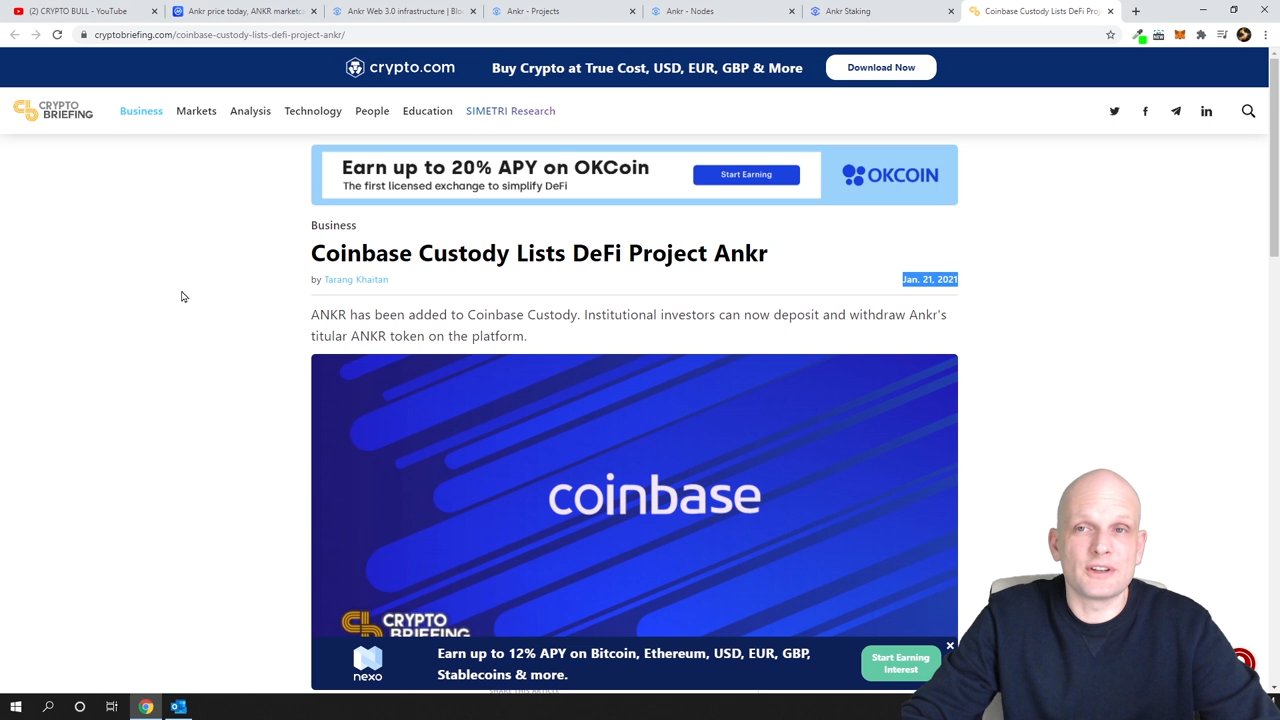 (2) CRYPTO BULL - YouTube
Ankr price today, ANKR marketc
Ankr Web 3.0 infrastructure | Blo
Ankr - Projects
Ankr - Nodes
Ankr Staking
Coinbase Custody Lists DeFi Proj
cryptobriefing.com/coinbase-custody-lists-defi-project-ankr/
crypto.com
Buy Crypto at True Cost, USD, EUR, GBP & More
Download Now
CRYPTO
BRIEFING
Business
Markets
Analysis
Technology
People
Education
SIMETRI Research
Earn up to 20% APY on OKCoin
The first licensed exchange to simplify DeFi
Start Earning
OKCOIN
Business
Coinbase Custody Lists DeFi Project Ankr
by Tarang Khaitan
Jan. 21, 2021
ANKR has been added to Coinbase Custody. Institutional investors can now deposit and withdraw Ankr's
titular ANKR token on the platform.
coinbase
CRYPTO
BRIEFING
nexo
Earn up to 12% APY on Bitcoin, Ethereum, USD, EUR, GBP,
Stablecoins & more.
Start Earning
Interest